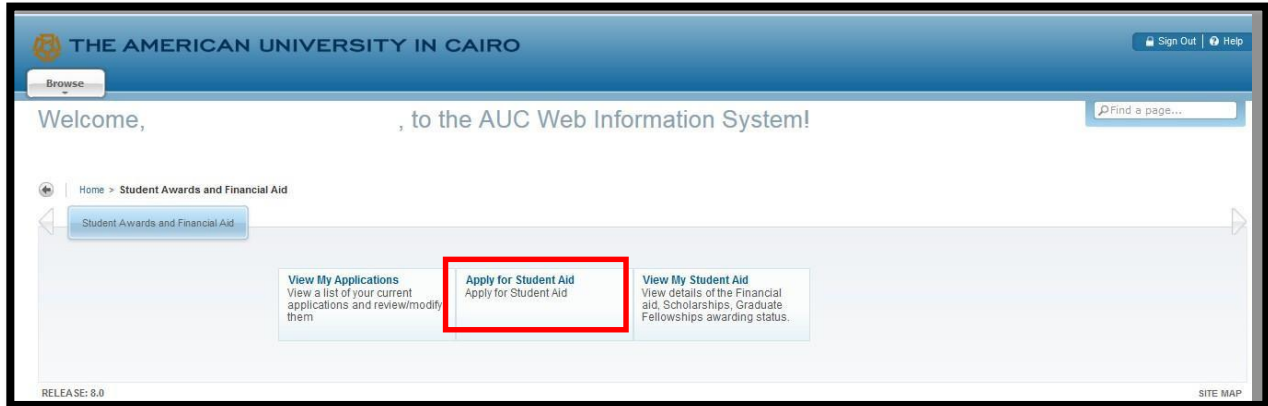 THE AMERICAN UNIVERSITY IN CAIRO
Sign Out | Help
Browse
Welcome, , to the AUC Web Information System!
Find a page...
Home > Student Awards and Financial Aid
Student Awards and Financial Aid
View My Applications
View a list of your current
applications and review/modify
them
Apply for Student Aid
Apply for Student Aid
View My Student Aid
View details of the Financial
aid, Scholarships, Graduate
Fellowships awarding status.
RELEASE: 8.0
SITE MAP